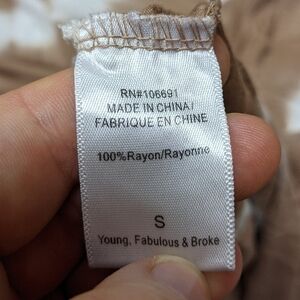 RN#106691
MADE IN CHINA/
FABRIQUE EN CHINE
100%Rayon/Rayonne
S
Young, Fabulous & Broke